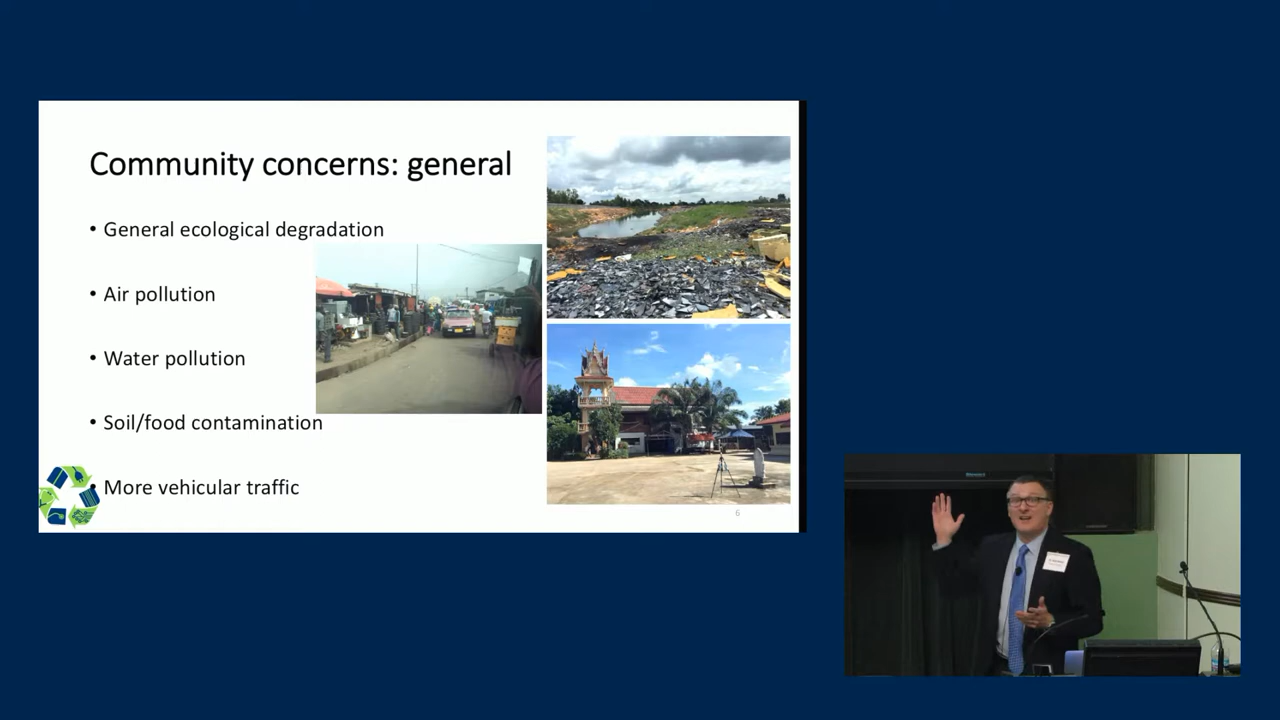 Community concerns: general
• General ecological degradation
• Air pollution
• Water pollution
• Soil/food contamination
• More vehicular traffic
6